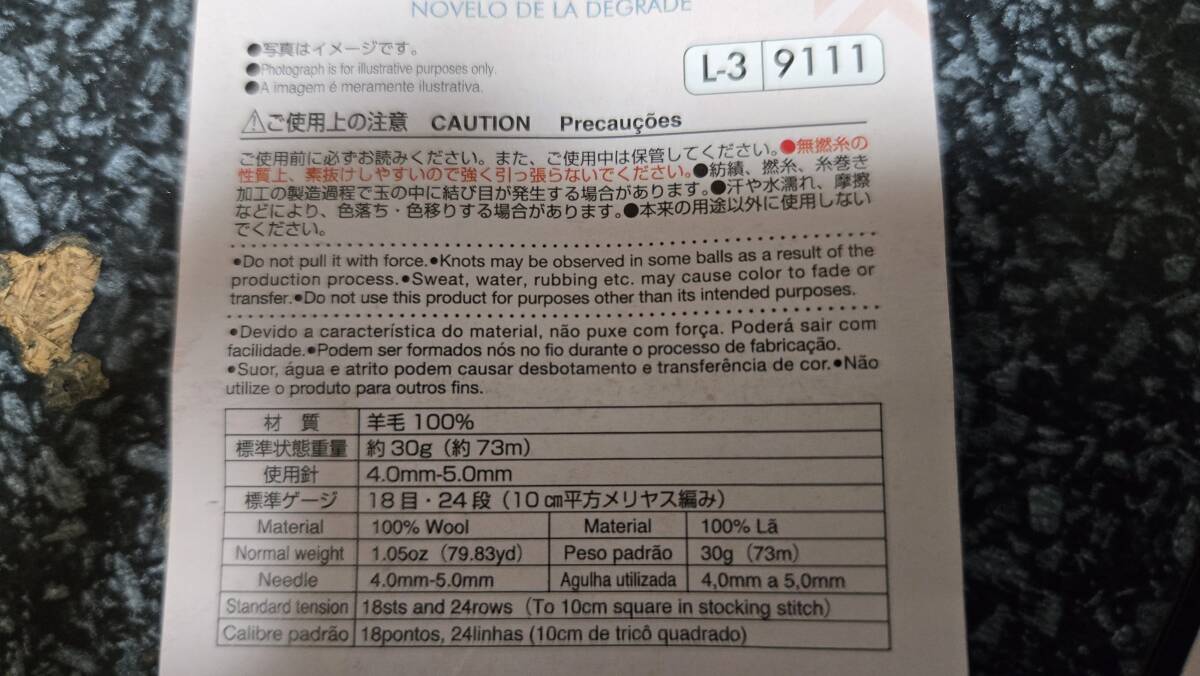 NOVELO DE LA DEGRADE
●写真はイメージです。
●Photograph is for illustrative purposes only.
●A imagem é meramente ilustrativa.
L-3 9111
⚠ご使用上の注意 CAUTION Precauções
ご使用前に必ずお読みください。また、ご使用中は保管してください。●無撚糸の
性質上、素抜けしやすいので強く引っ張らないでください。●紡績、撚糸、糸巻き
加工の製造過程で玉の中に結び目が発生する場合があります。●汗や水濡れ、摩擦
などにより、色落ち・色移りする場合があります。●本来の用途以外に使用しない
でください。
●Do not pull it with force.●Knots may be observed in some balls as a result of the
production process.●Sweat, water, rubbing etc. may cause color to fade or
transfer.●Do not use this product for purposes other than its intended purposes.
●Devido a característica do material, não puxe com força. Poderá sair com
facilidade.●Podem ser formados nós no fio durante o processo de fabricação.
●Suor, água e atrito podem causar desbotamento e transferência de cor.●Não
utilize o produto para outros fins.
材 質 羊毛 100%
標準状態重量 約 30g（約 73m）
使用針 4.0mm-5.0mm
標準ゲージ 18 目・24 段（10 ㎝平方メリヤス編み）
Material 100% Wool Material 100% Lã
Normal weight 1.05oz（79.83yd） Peso padrão 30g（73m）
Needle 4.0mm-5.0mm Agulha utilizada 4,0mm a 5,0mm
Standard tension 18sts and 24rows（To 10cm square in stocking stitch）
Calibre padrão 18pontos, 24linhas (10cm de tricô quadrado)